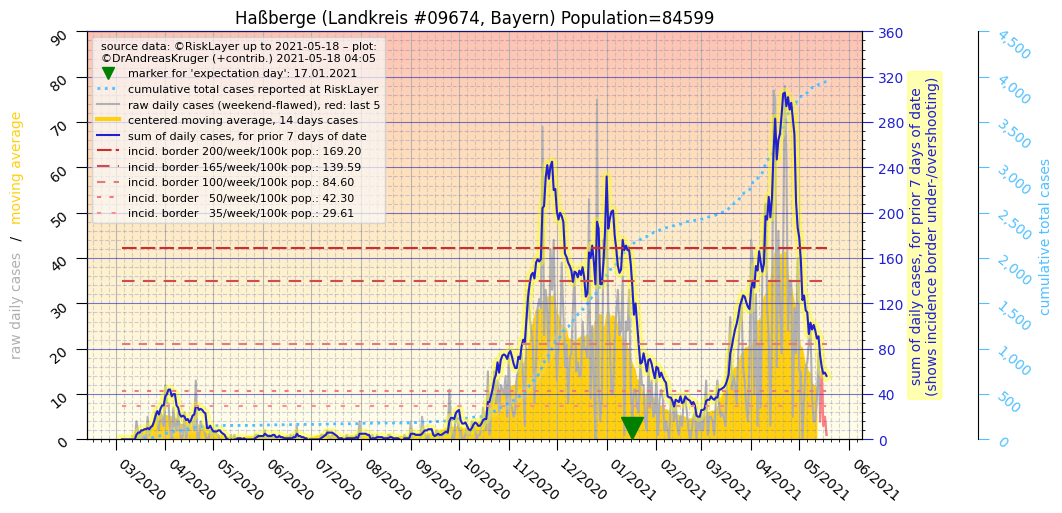 Haßberge (Landkreis #09674, Bayern) Population=84599
source data: ©RiskLayer up to 2021-05-18 – plot:
©DrAndreasKruger (+contrib.) 2021-05-18 04:05
marker for 'expectation day': 17.01.2021
cumulative total cases reported at RiskLayer
raw daily cases (weekend-flawed), red: last 5
centered moving average, 14 days cases
sum of daily cases, for prior 7 days of date
incid. border 200/week/100k pop.: 169.20
incid. border 165/week/100k pop.: 139.59
incid. border 100/week/100k pop.: 84.60
incid. border   50/week/100k pop.: 42.30
incid. border   35/week/100k pop.: 29.61
raw daily cases / moving average
90
80
70
60
50
40
30
20
10
0
03/2020
04/2020
05/2020
06/2020
07/2020
08/2020
09/2020
10/2020
11/2020
12/2020
01/2021
02/2021
03/2021
04/2021
05/2021
06/2021
360
320
280
240
200
160
120
80
40
0
sum of daily cases, for prior 7 days of date
(shows incidence border under-/overshooting)
4,500
4,000
3,500
3,000
2,500
2,000
1,500
1,000
500
0
cumulative total cases